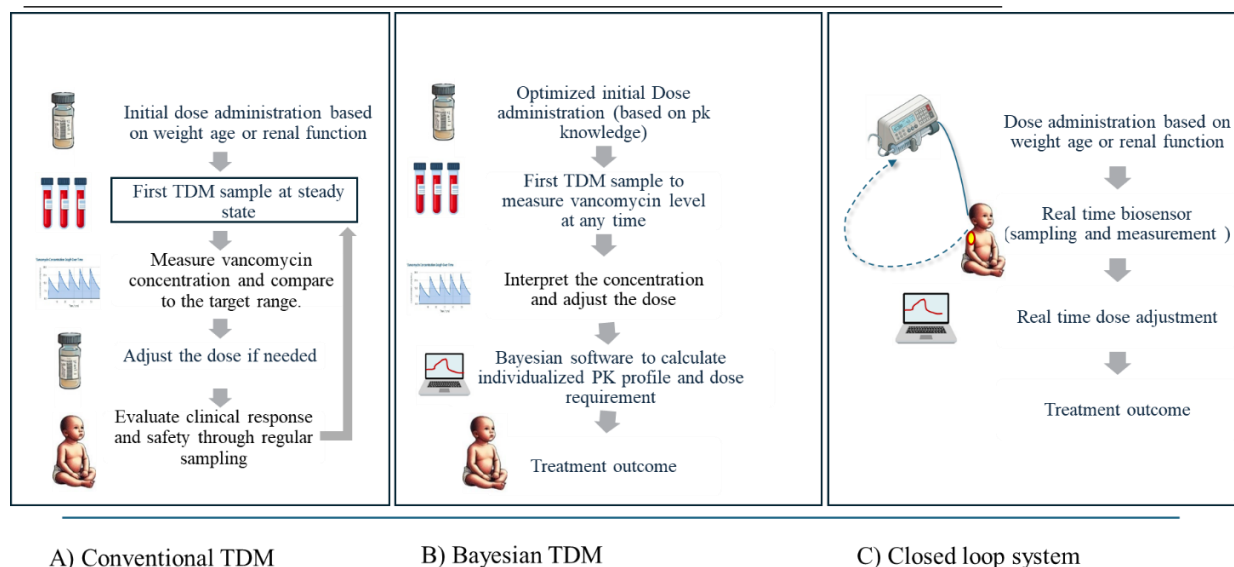 Initial dose administration based
on weight age or renal function
First TDM sample at steady
state
Measure vancomycin
concentration and compare
to the target range.
Adjust the dose if needed
Evaluate clinical response
and safety through regular
sampling
Optimized initial Dose
administration (based on pk
knowledge)
First TDM sample to
measure vancomycin level
at any time
Interpret the concentration
and adjust the dose
Bayesian software to calculate
individualized PK profile and dose
requirement
Treatment outcome
Dose administration based on
weight age or renal function
Real time biosensor
(sampling and measurement )
Real time dose adjustment
Treatment outcome
A) Conventional TDM
B) Bayesian TDM
C) Closed loop system